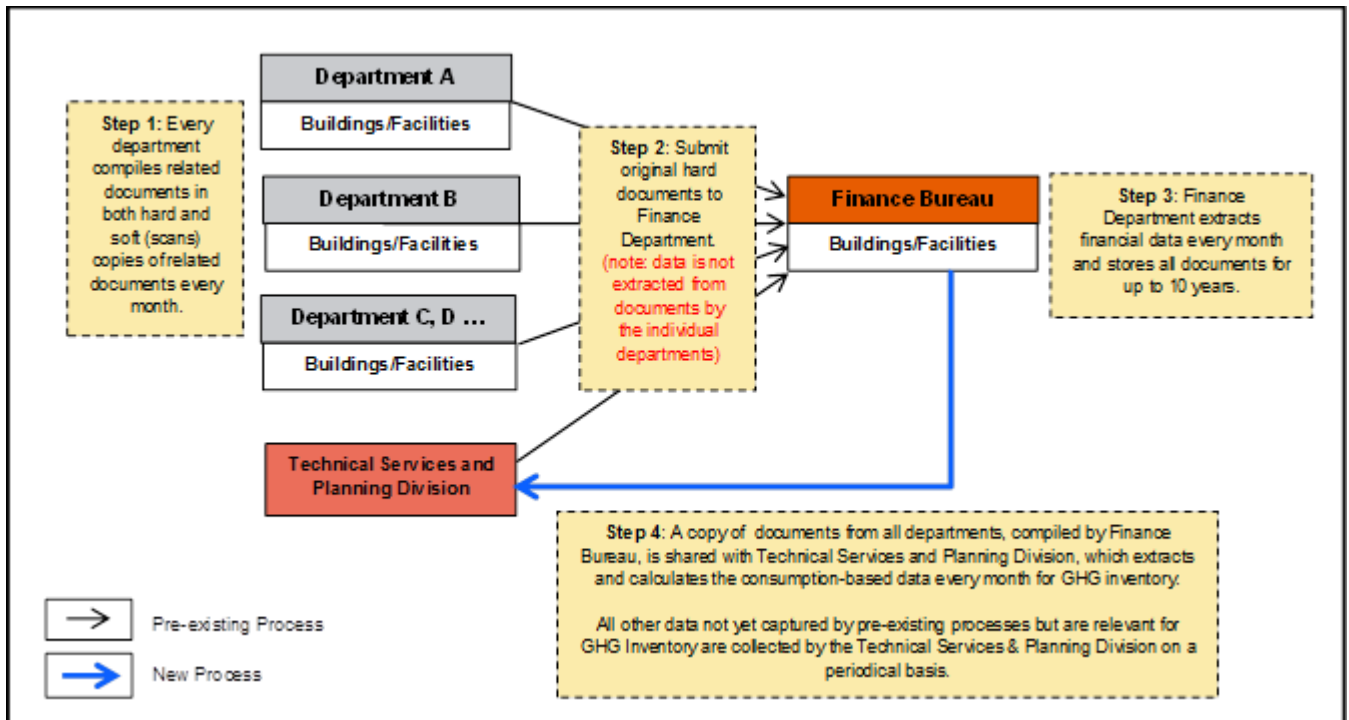 Department A
Buildings/Facilities
Step 1: Every
department
compiles related
documents in
both hard and
soft (scans)
copies of related
documents every
month.
Department B
Buildings/Facilities
Department C, D ...
Buildings/Facilities
Technical Services and
Planning Division
Step 2: Submit
original hard
documents to
Finance
Department.
(note: data is not
extracted from
documents by
the individual
departments)
Finance Bureau
Buildings/Facilities
Step 3: Finance
Department extracts
financial data every month
and stores all documents for
up to 10 years.
Step 4: A copy of documents from all departments, compiled by Finance
Bureau, is shared with Technical Services and Planning Division, which extracts
and calculates the consumption-based data every month for GHG inventory.
All other data not yet captured by pre-existing processes but are relevant for
GHG Inventory are collected by the Technical Services & Planning Division on a
periodical basis.
Pre-existing Process
New Process